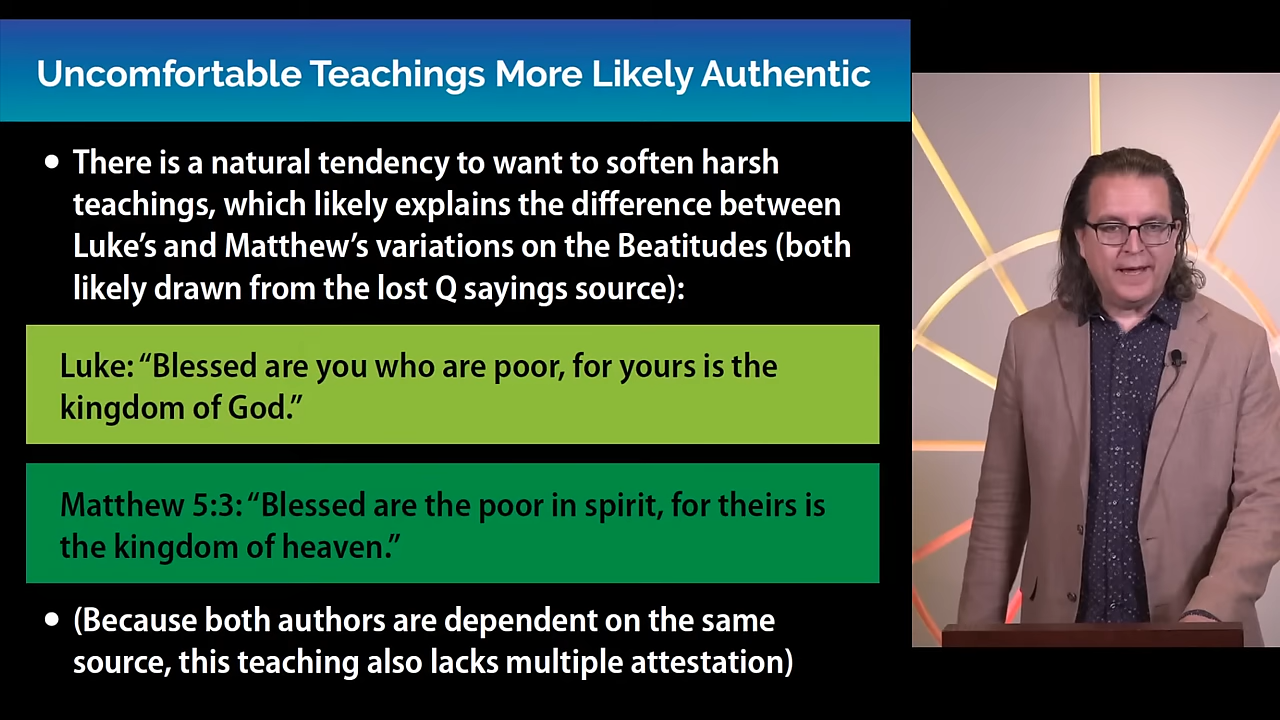 Uncomfortable Teachings More Likely Authentic
• There is a natural tendency to want to soften harsh
teachings, which likely explains the difference between
Luke’s and Matthew’s variations on the Beatitudes (both
likely drawn from the lost Q sayings source):
Luke: “Blessed are you who are poor, for yours is the
kingdom of God.”
Matthew 5:3: “Blessed are the poor in spirit, for theirs is
the kingdom of heaven.”
• (Because both authors are dependent on the same
source, this teaching also lacks multiple attestation)